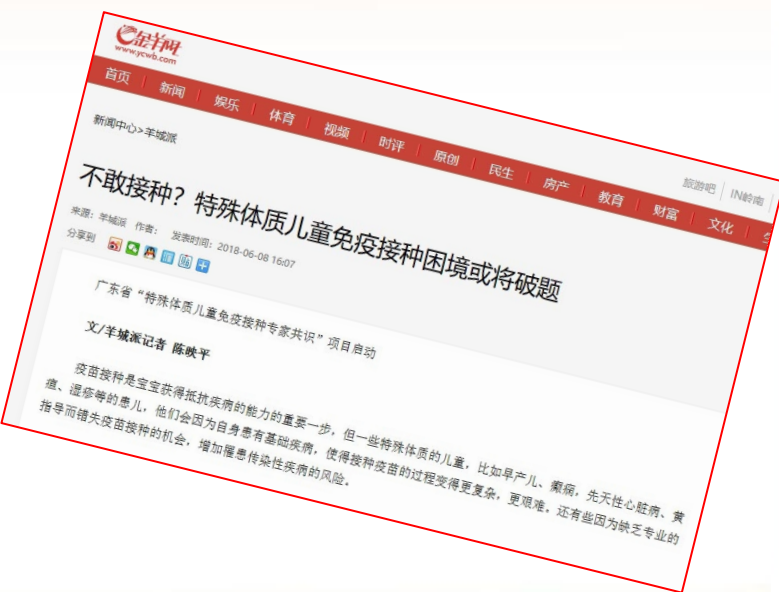 金羊网
www.ycwb.com
首页 新闻 娱乐 体育 视频 时评 原创 民生 房产 教育 财富 文化
旅游吧 IN岭南
新闻中心>羊城派
不敢接种？特殊体质儿童免疫接种困境或将破题
来源：羊城派 作者： 发表时间：2018-06-08 16:07
分享到
广东省“特殊体质儿童免疫接种专家共识”项目启动
文/羊城派记者 陈映平
疫苗接种是宝宝获得抵抗疾病的能力的重要一步，但一些特殊体质的儿童，比如早产儿、癫痫，先天性心脏病、黄
疸、湿疹等的患儿，他们会因为自身患有基础疾病，使得接种疫苗的过程变得更复杂，更艰难。还有些因为缺乏专业的
指导而错失疫苗接种的机会，增加罹患传染性疾病的风险。